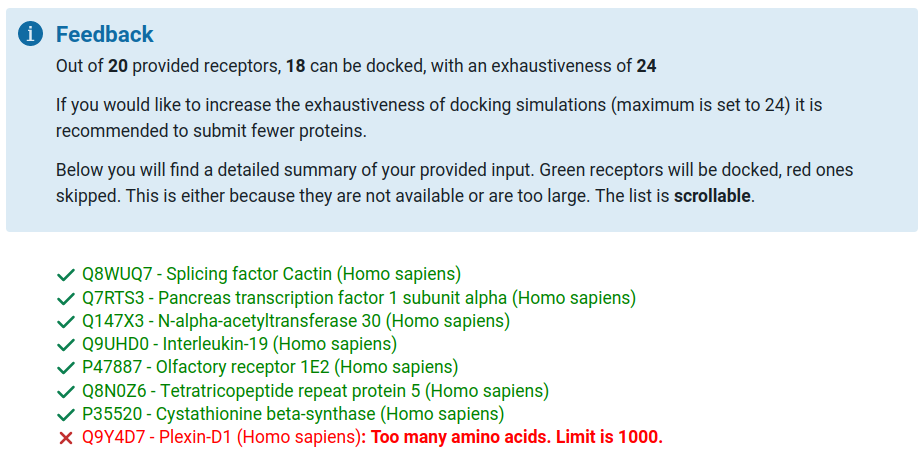 Feedback
Out of 20 provided receptors, 18 can be docked, with an exhaustiveness of 24
If you would like to increase the exhaustiveness of docking simulations (maximum is set to 24) it is
recommended to submit fewer proteins.
Below you will find a detailed summary of your provided input. Green receptors will be docked, red ones
skipped. This is either because they are not available or are too large. The list is scrollable.
Q8WUQ7 - Splicing factor Cactin (Homo sapiens)
Q7RTS3 - Pancreas transcription factor 1 subunit alpha (Homo sapiens)
Q147X3 - N-alpha-acetyltransferase 30 (Homo sapiens)
Q9UHD0 - Interleukin-19 (Homo sapiens)
P47887 - Olfactory receptor 1E2 (Homo sapiens)
Q8N0Z6 - Tetratricopeptide repeat protein 5 (Homo sapiens)
P35520 - Cystathionine beta-synthase (Homo sapiens)
Q9Y4D7 - Plexin-D1 (Homo sapiens): Too many amino acids. Limit is 1000.